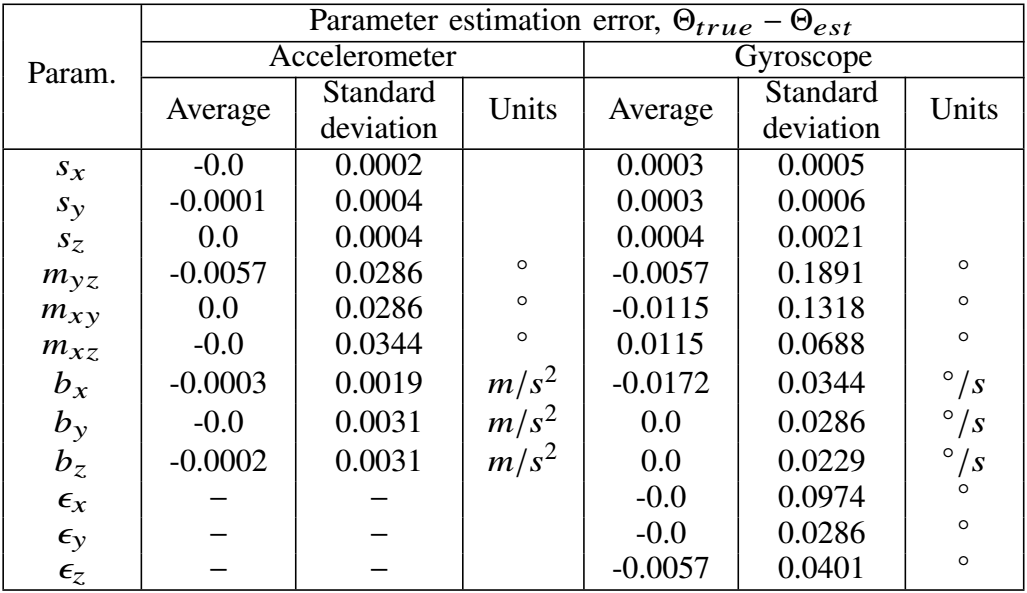 Parameter estimation error, Θ_true − Θ_est
Param. Accelerometer Gyroscope
Average Standard deviation Units Average Standard deviation Units
s_x -0.0 0.0002 0.0003 0.0005
s_y -0.0001 0.0004 0.0003 0.0006
s_z 0.0 0.0004 0.0004 0.0021
m_yz -0.0057 0.0286 ° -0.0057 0.1891 °
m_xy 0.0 0.0286 ° -0.0115 0.1318 °
m_xz -0.0 0.0344 ° 0.0115 0.0688 °
b_x -0.0003 0.0019 m/s² -0.0172 0.0344 °/s
b_y -0.0 0.0031 m/s² 0.0 0.0286 °/s
b_z -0.0002 0.0031 m/s² 0.0 0.0229 °/s
ϵ_x – – -0.0 0.0974 °
ϵ_y – – -0.0 0.0286 °
ϵ_z – – -0.0057 0.0401 °